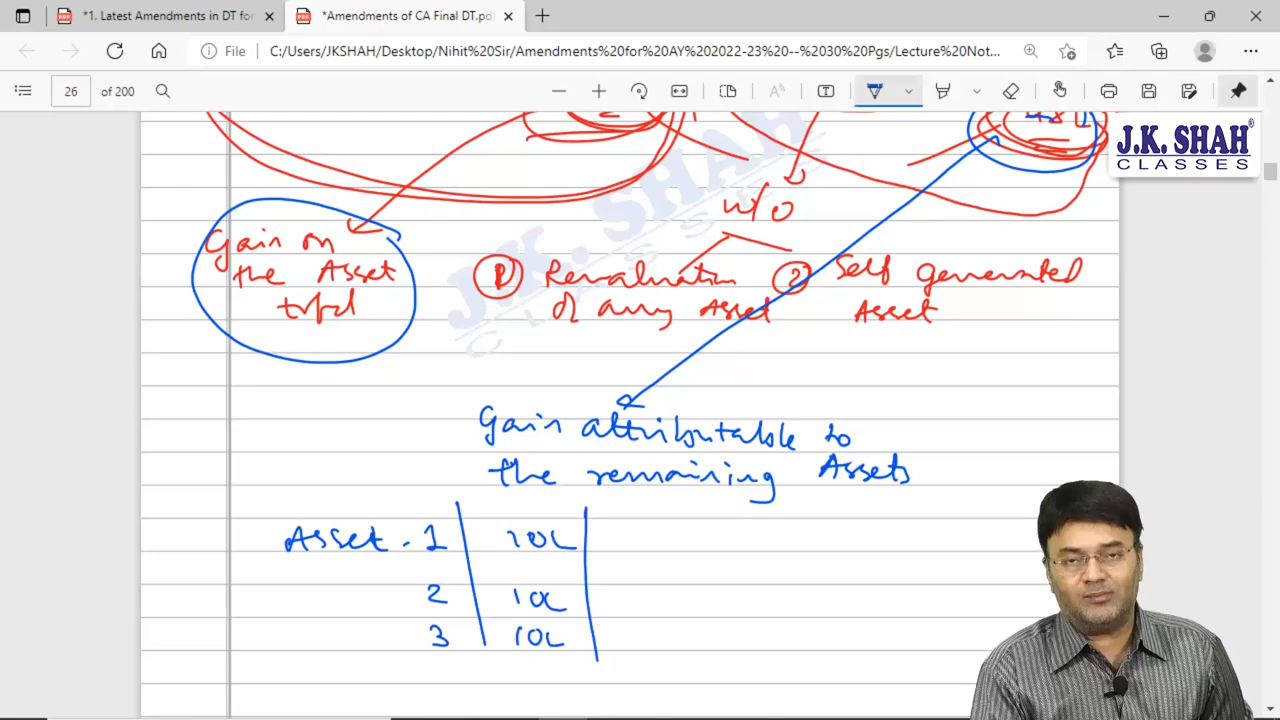 *1. Latest Amendments in DT for
*Amendments of CA Final DT.pdf
File
C:/Users/JKSHAH/Desktop/Nihit%20Sir/Amendments%20for%20AY%202022-23%20--%2030%20Pgs/Lecture%20Not...
26 of 200
J.K. SHAH®
CLASSES
J.K. SHAH
CLASSES
w/o
Gain on
the Asset
trfd
① Revaluation
of any Asset
② Self generated
Asset
Gain attributable to
the remaining Assets
Asset - 1 10L
2 10L
3 10L